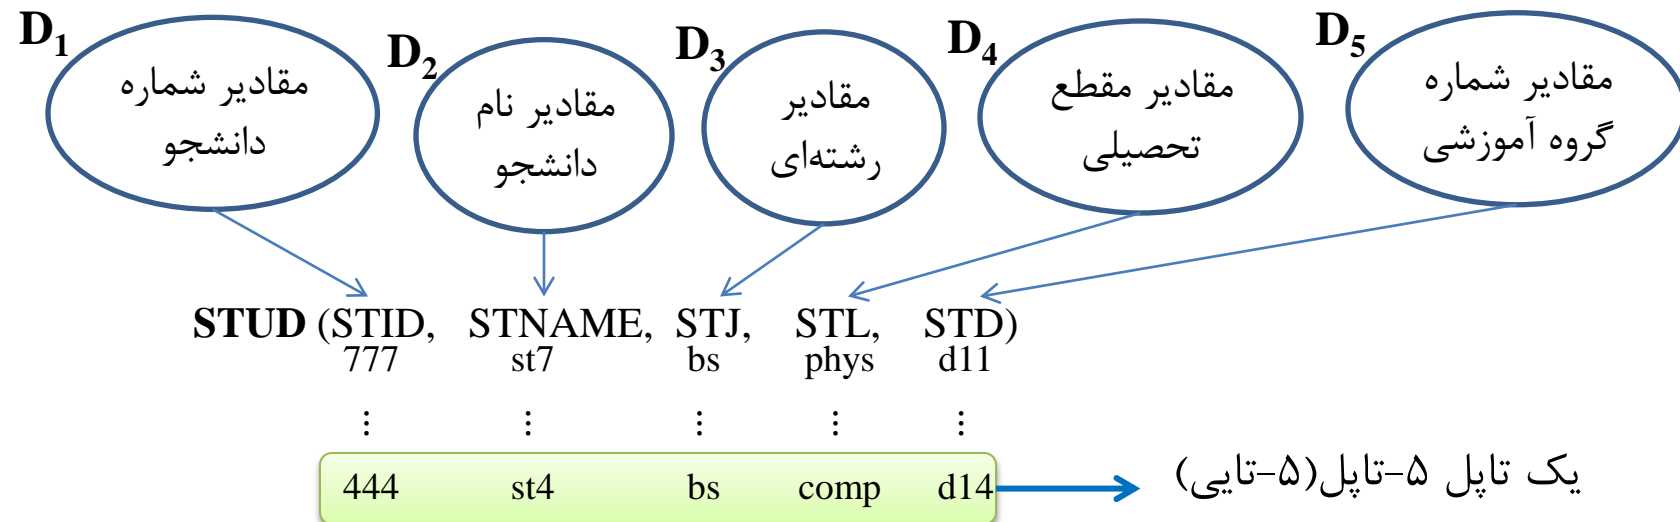 D1
مقادیر شماره
دانشجو
D2
مقادیر نام
دانشجو
D3
مقادیر
رشته‌ای
D4
مقادیر مقطع
تحصیلی
D5
مقادیر شماره
گروه آموزشی
STUD (STID, STNAME, STJ, STL, STD)
777 st7 bs phys d11
⋮ ⋮ ⋮ ⋮ ⋮
444 st4 bs comp d14
یک تاپل ۵-تاپل(۵-تایی)